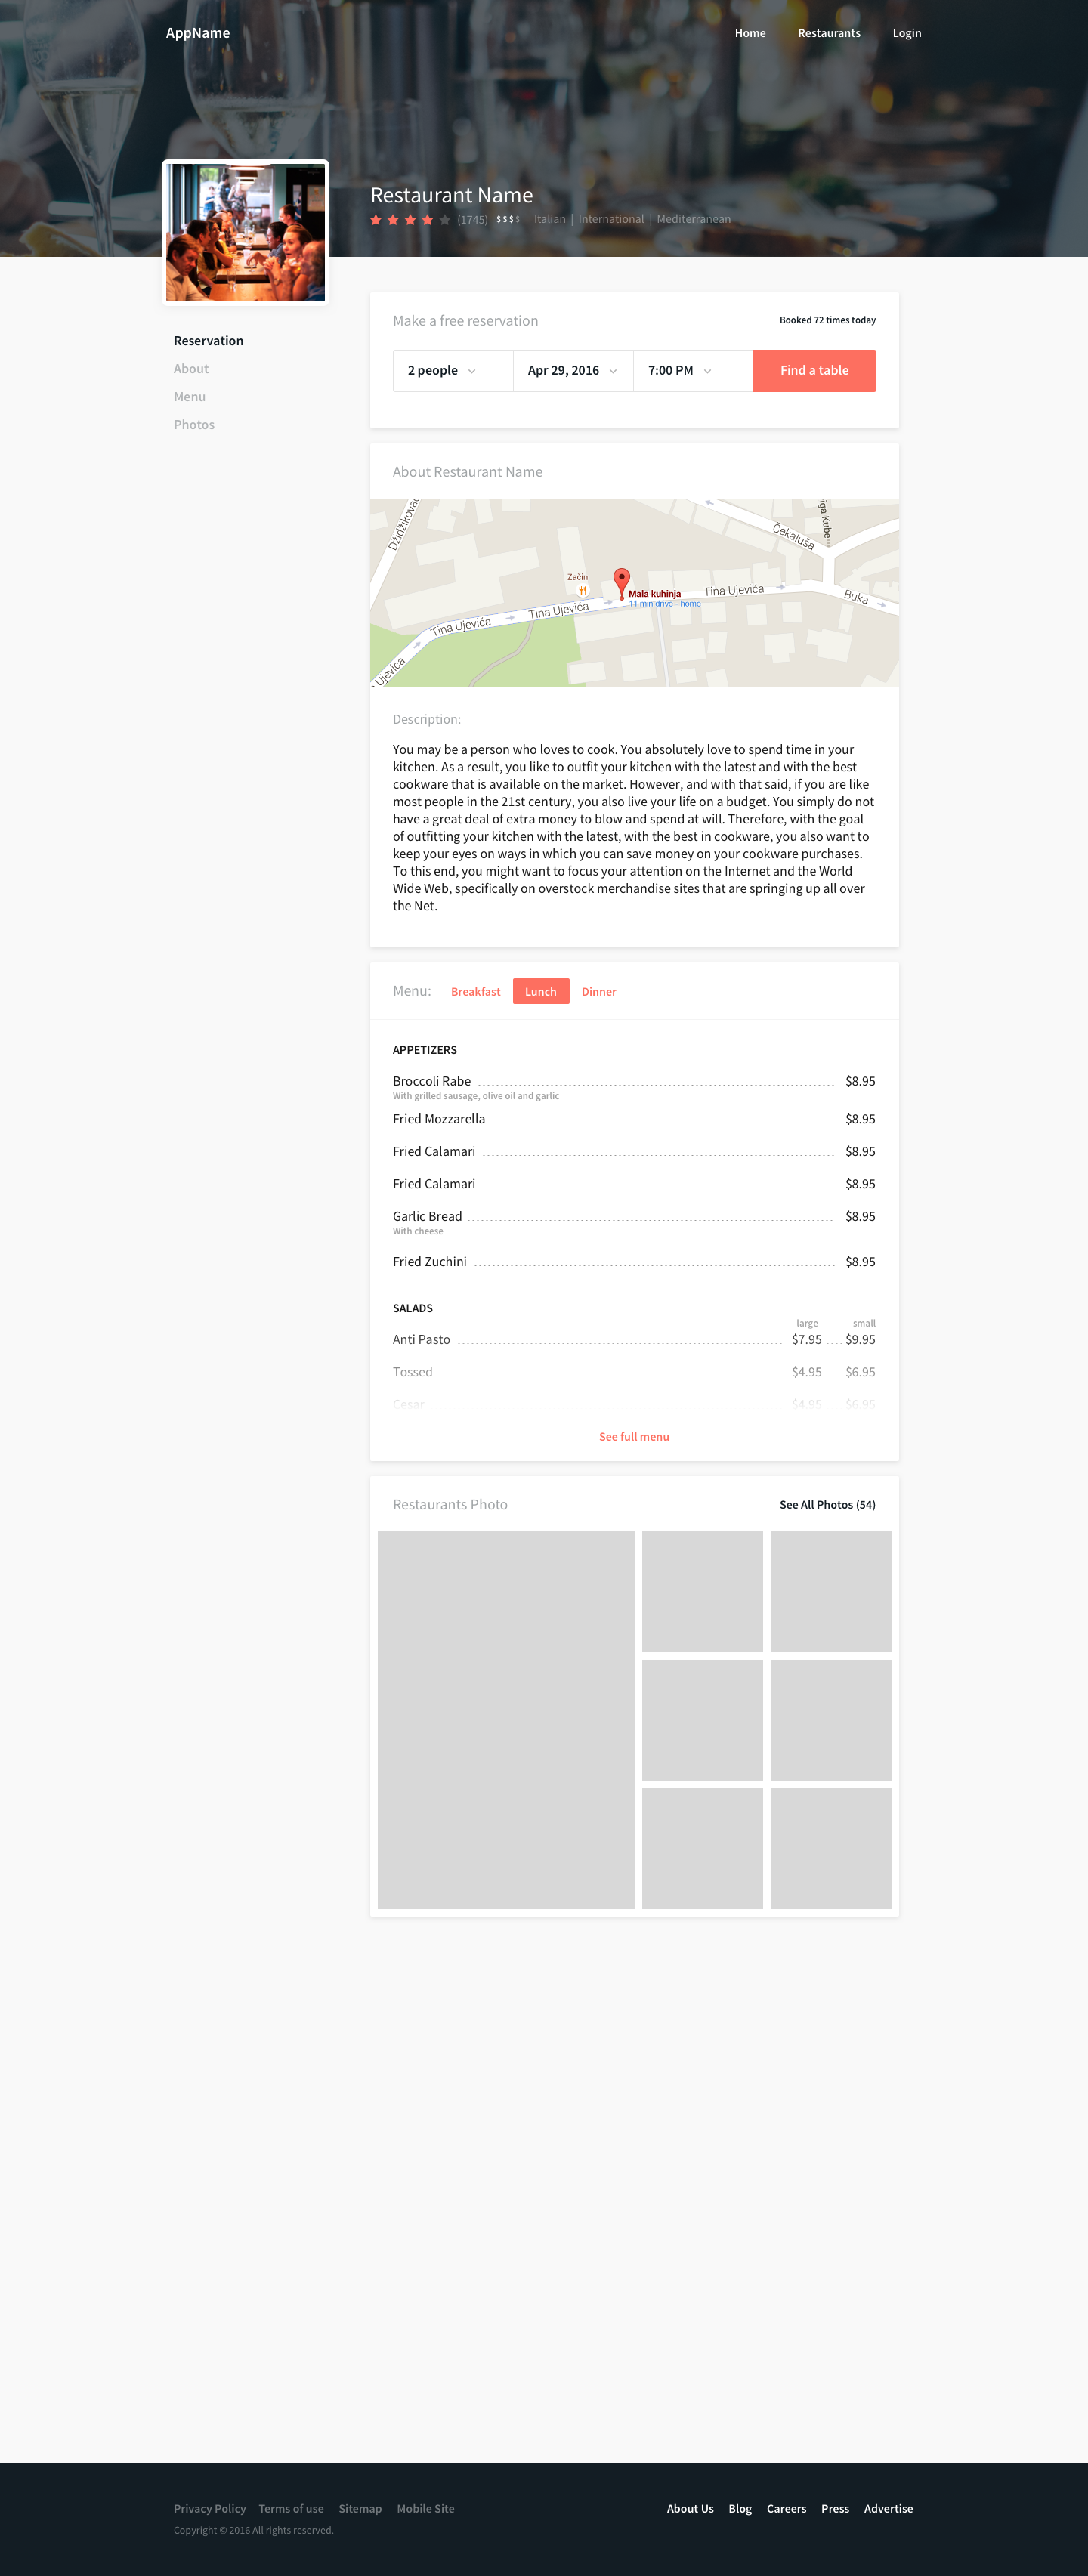 AppName Home Restaurants Login
Restaurant Name
(1745) $$$$ Italian | International | Mediterranean
Reservation
About
Menu
Photos
Make a free reservation Booked 72 times today
2 people Apr 29, 2016 7:00 PM Find a table
About Restaurant Name
Čekaluša
Začin
Mala kuhinja
11 min drive - home
Tina Ujevića
Tina Ujevića
Tina Ujevića
Buka
Ujevića
Description:
You may be a person who loves to cook. You absolutely love to spend time in your
kitchen. As a result, you like to outfit your kitchen with the latest and with the best
cookware that is available on the market. However, and with that said, if you are like
most people in the 21st century, you also live your life on a budget. You simply do not
have a great deal of extra money to blow and spend at will. Therefore, with the goal
of outfitting your kitchen with the latest, with the best in cookware, you also want to
keep your eyes on ways in which you can save money on your cookware purchases.
To this end, you might want to focus your attention on the Internet and the World
Wide Web, specifically on overstock merchandise sites that are springing up all over
the Net.
Menu: Breakfast Lunch Dinner
APPETIZERS
Broccoli Rabe $8.95
With grilled sausage, olive oil and garlic
Fried Mozzarella $8.95
Fried Calamari $8.95
Fried Calamari $8.95
Garlic Bread $8.95
With cheese
Fried Zuchini $8.95
SALADS
large small
Anti Pasto $7.95 $9.95
Tossed $4.95 $6.95
Cesar $4.95 $6.95
See full menu
Restaurants Photo See All Photos (54)
Privacy Policy Terms of use Sitemap Mobile Site About Us Blog Careers Press Advertise
Copyright © 2016 All rights reserved.